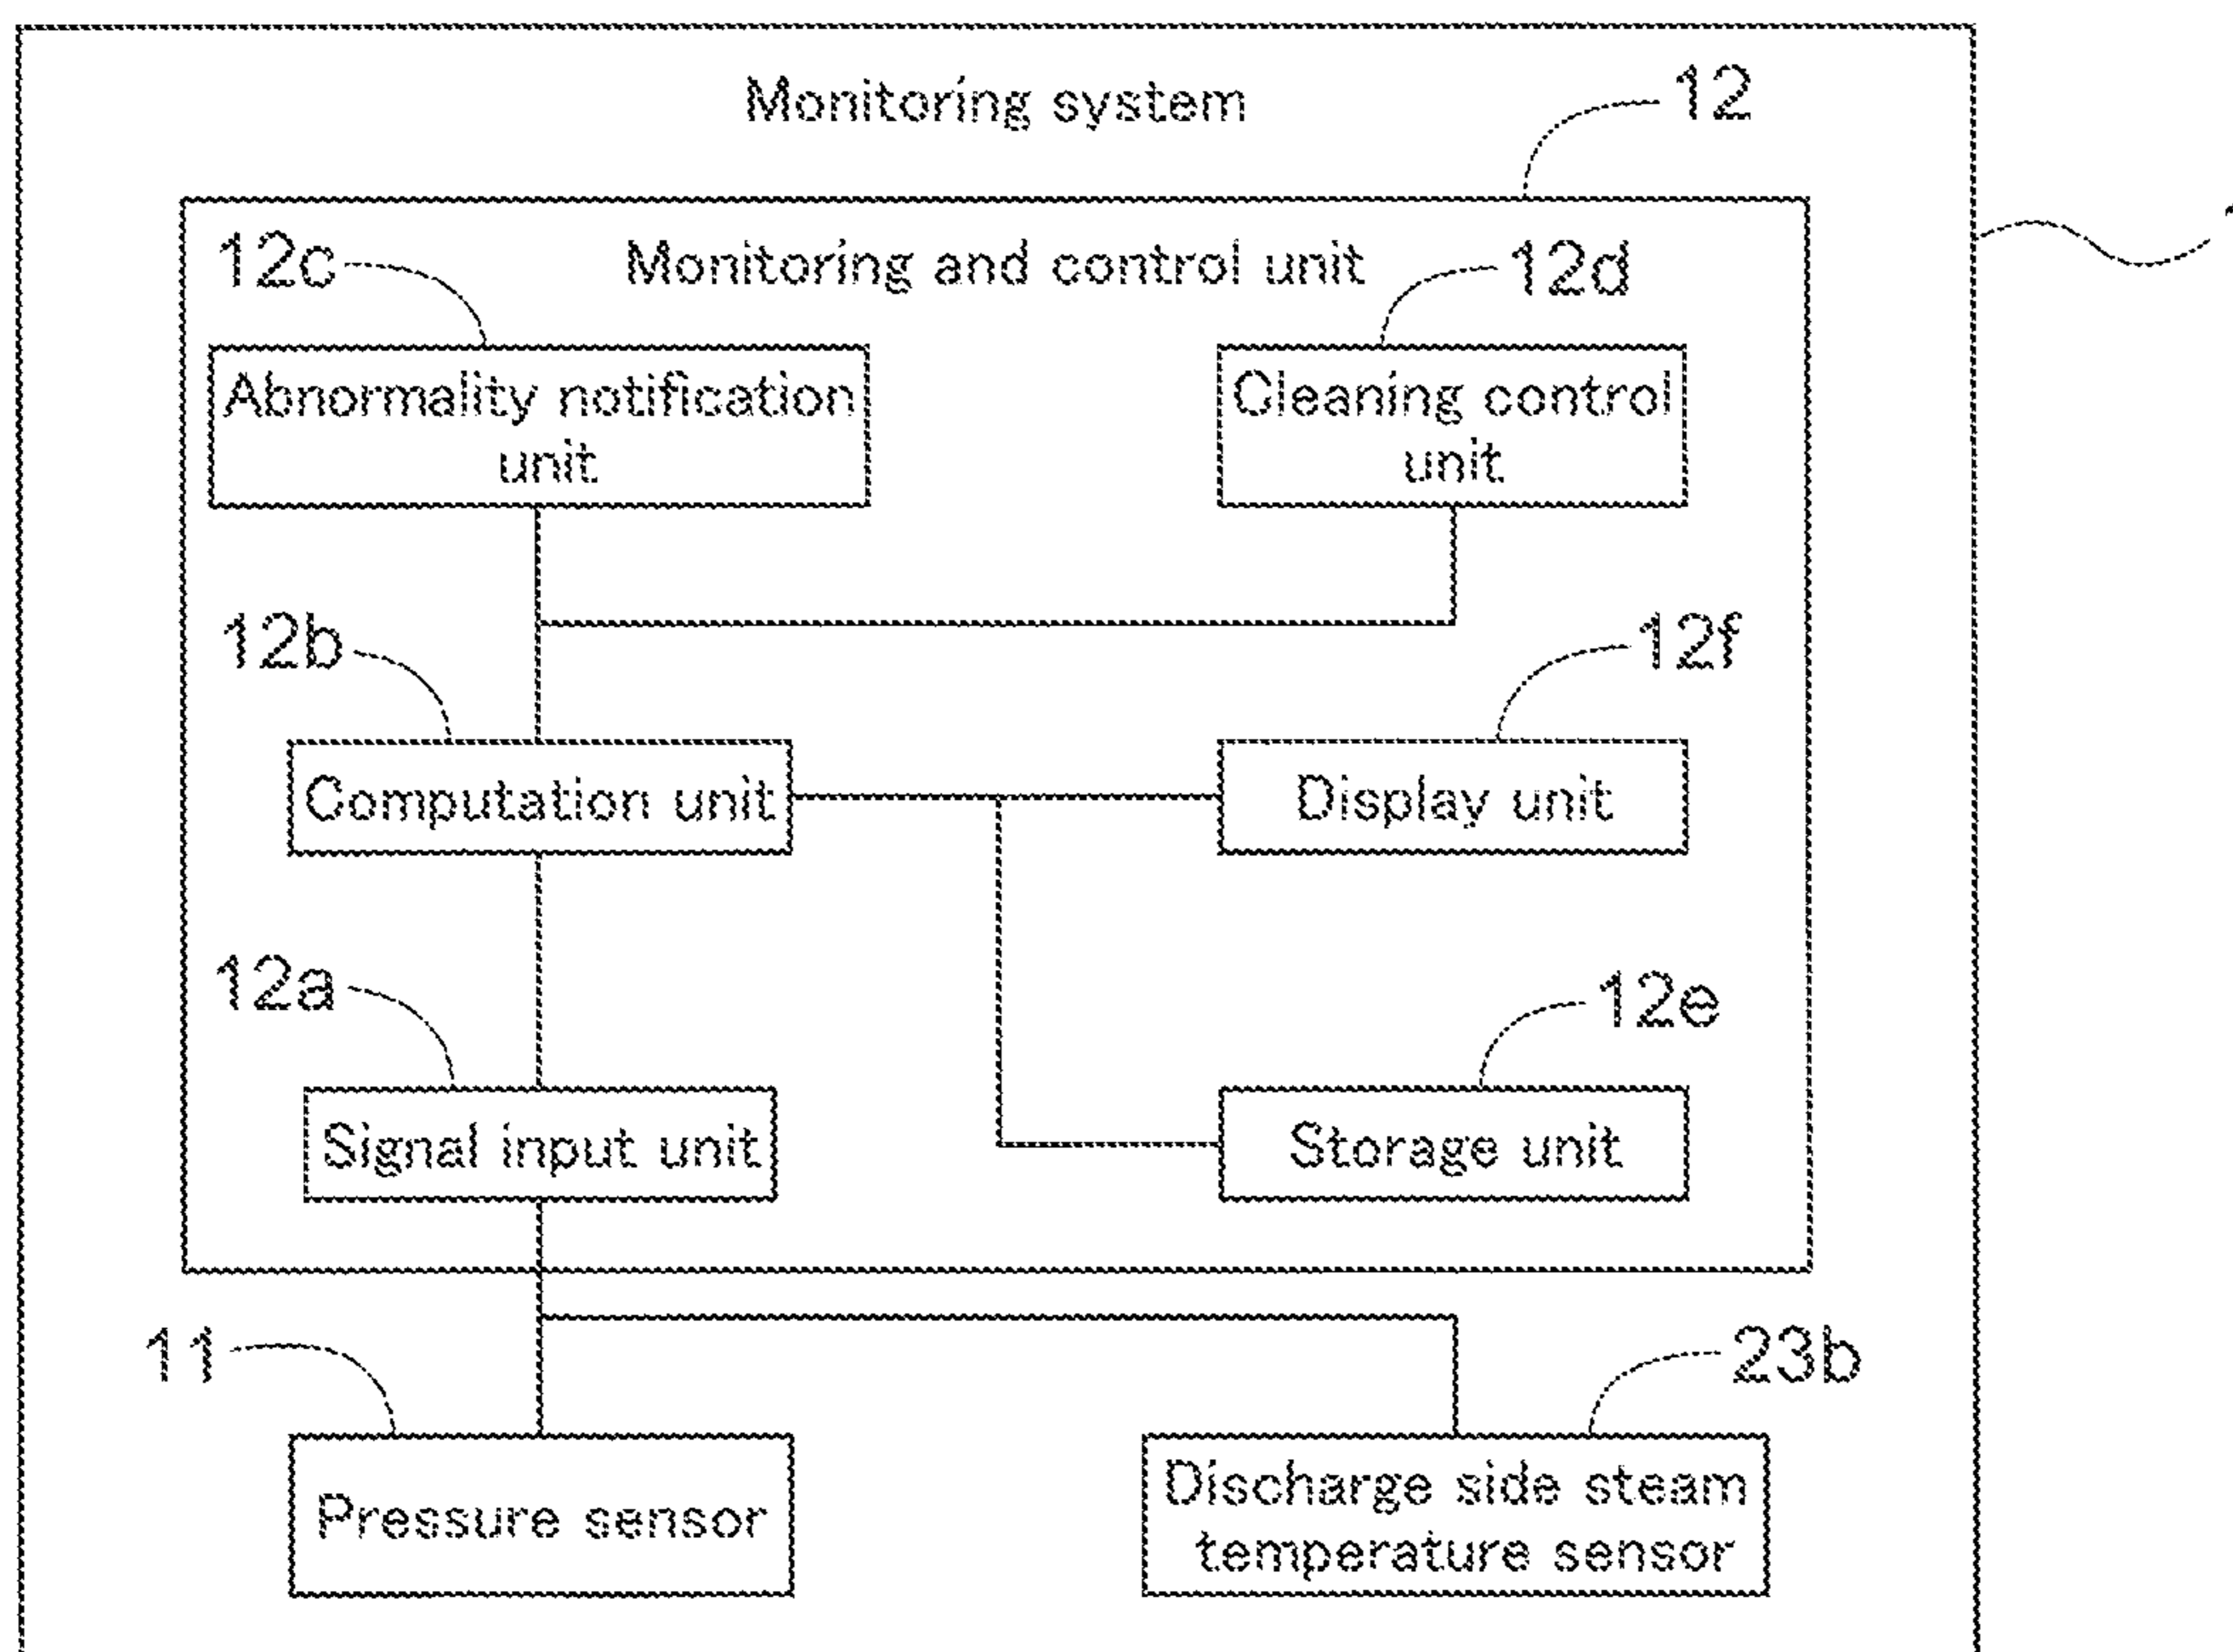 Monitoring system
12
12c
Monitoring and control unit
12d
Abnormality notification
unit
Cleaning control
unit
12b
12f
Computation unit
Display unit
12a
12e
Signal input unit
Storage unit
11
23b
Pressure sensor
Discharge side steam
temperature sensor